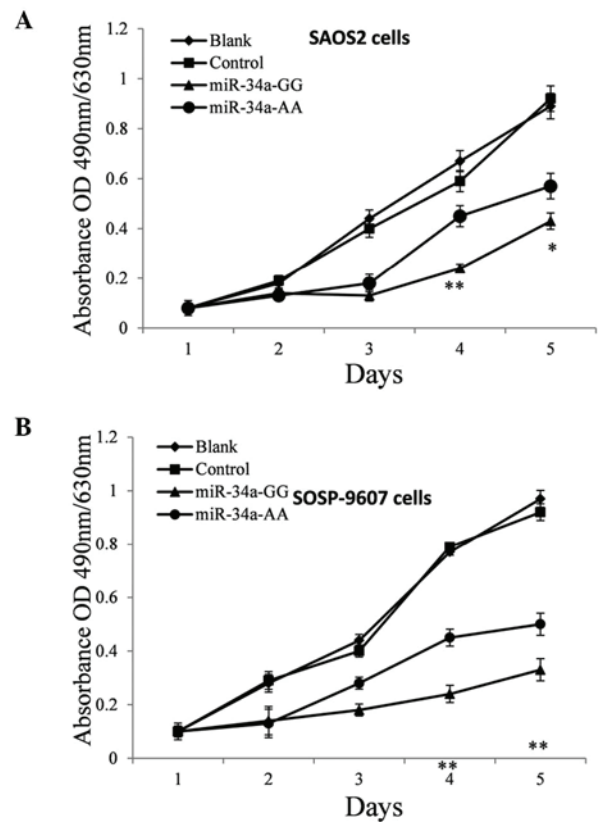 A
SAOS2 cells
Blank
Control
miR-34a-GG
miR-34a-AA
Absorbance OD 490nm/630nm
1.2
1
0.8
0.6
0.4
0.2
0
**
*
1 2 3 4 5
Days
B
SOSP-9607 cells
Blank
Control
miR-34a-GG
miR-34a-AA
Absorbance OD 490nm/630nm
1.2
1
0.8
0.6
0.4
0.2
0
**
**
1 2 3 4 5
Days